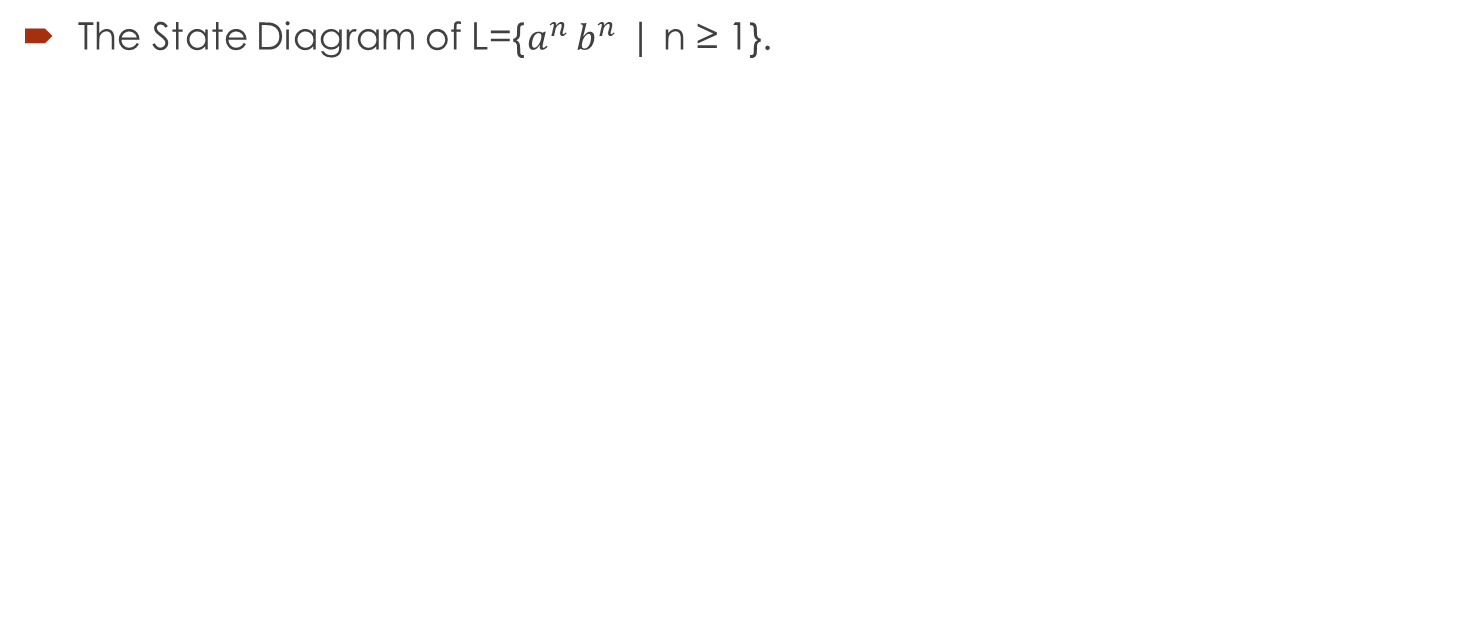 The State Diagram of L={aⁿ bⁿ | n ≥ 1}.